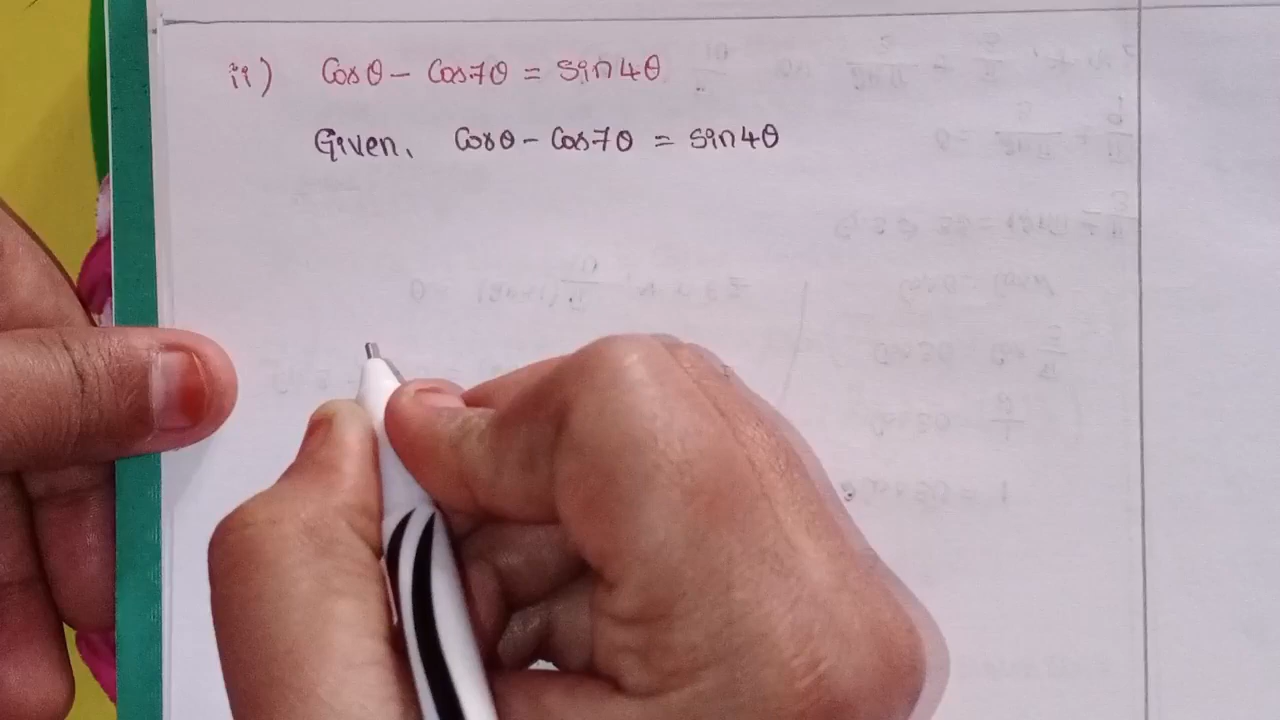 ii) Cosθ - Cos7θ = sin4θ
Given, Cosθ - Cos7θ = sin4θ